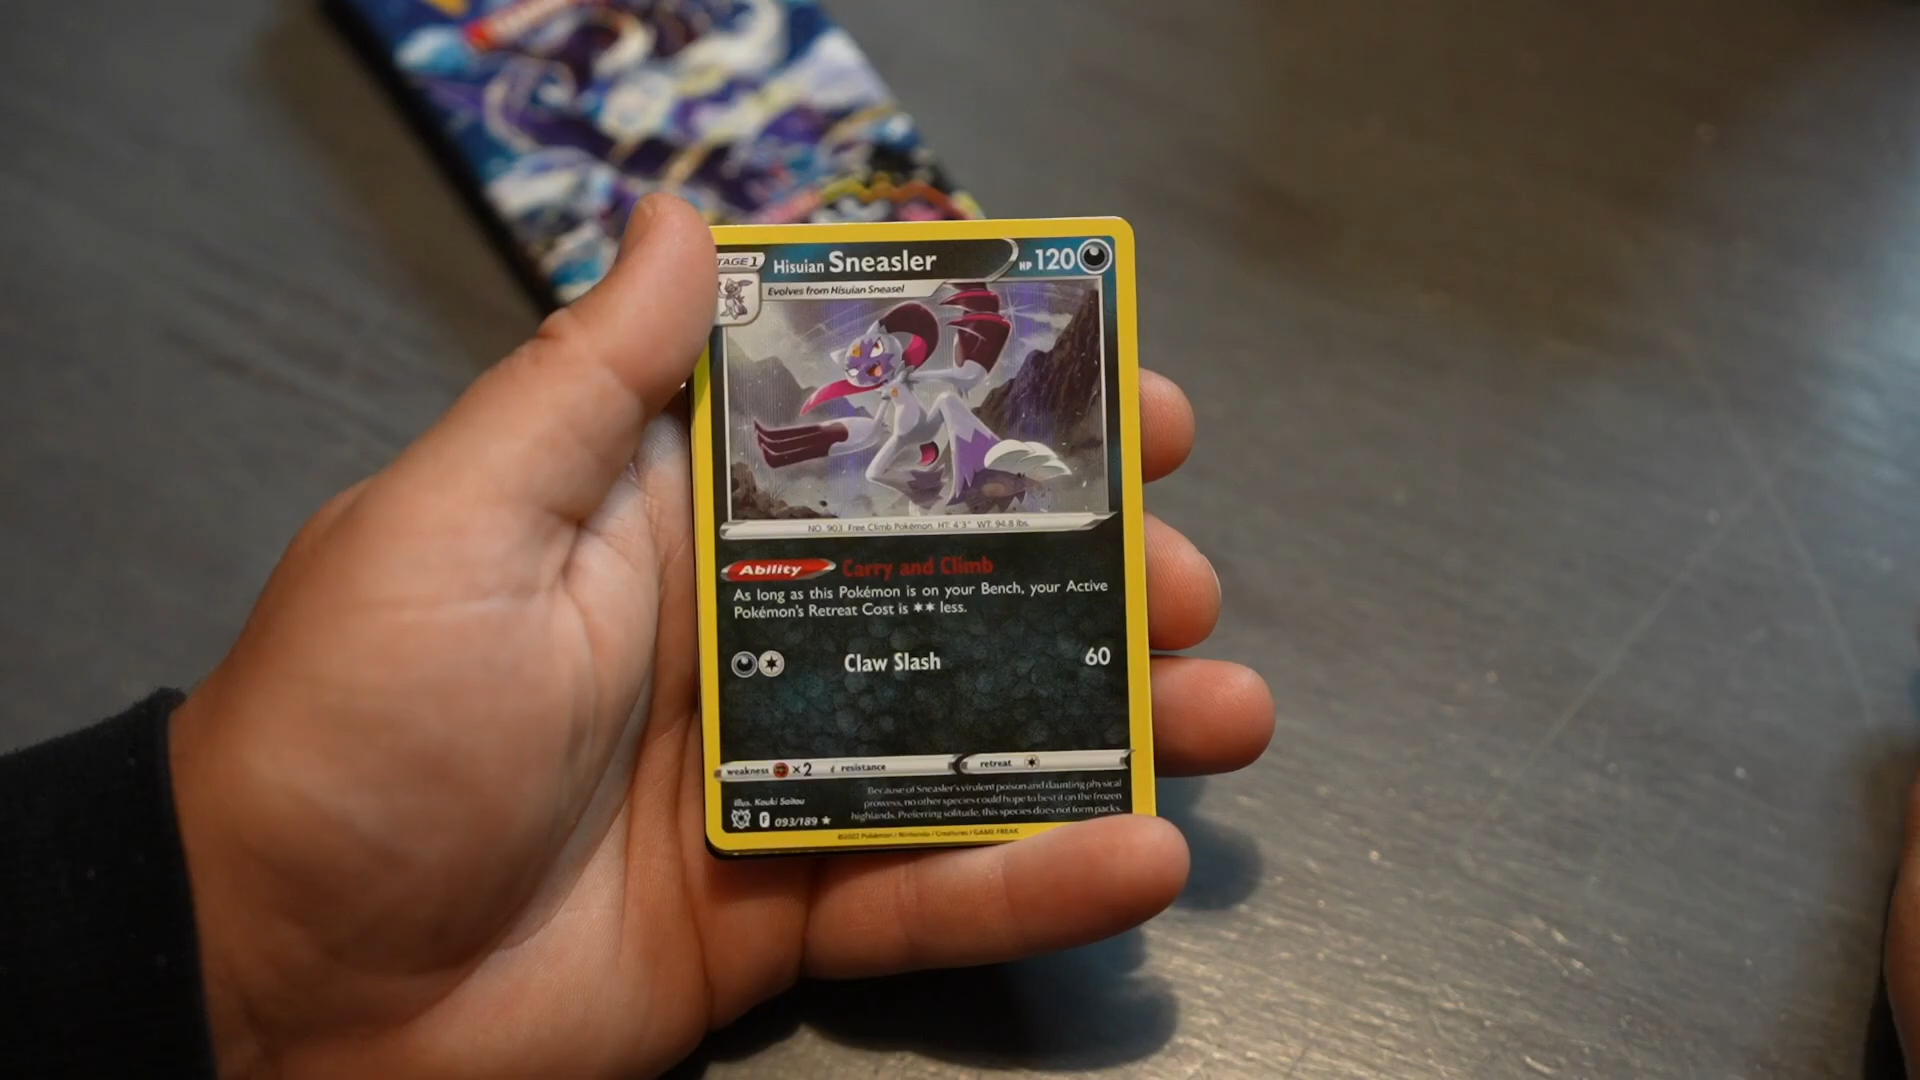 TAGE 1 Hisuian Sneasler HP 120
Evolves from Hisuian Sneasel
NO. 903 Free Climb Pokémon HT: 4'3" WT: 94.8 lbs.
Ability Carry and Climb
As long as this Pokémon is on your Bench, your Active
Pokémon's Retreat Cost is ✶✶ less.
Claw Slash 60
weakness ×2 resistance retreat
Because of Sneasler's virulent poison and daunting physical
prowess, no other species could hope to best it on the frozen
highlands. Preferring solitude, this species does not form packs.
Illus. Kouki Saitou
F 093/189 ★
©2022 Pokémon / Nintendo / Creatures / GAME FREAK